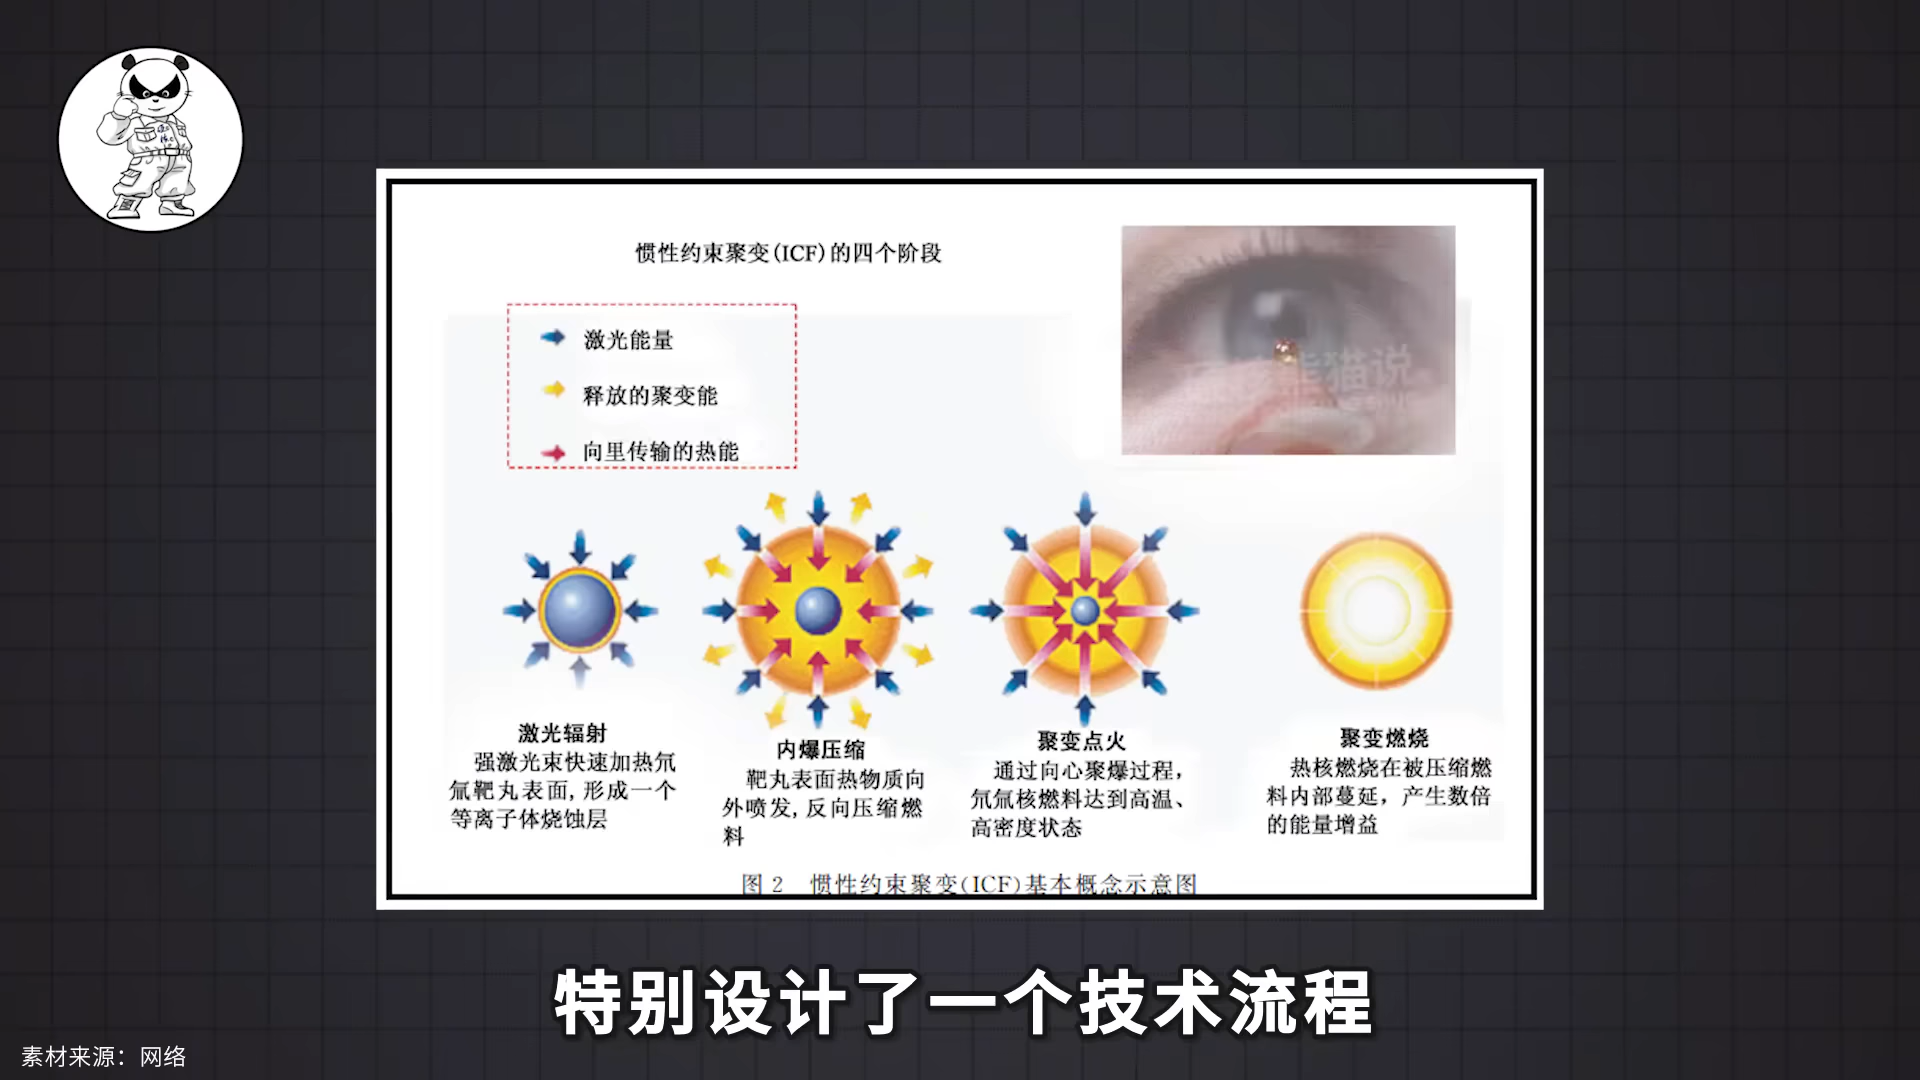 惯性约束聚变(ICF)的四个阶段
激光能量
释放的聚变能
向里传输的热能
熊猫说
激光辐射
强激光束快速加热氘
氚靶丸表面,形成一个
等离子体烧蚀层
内爆压缩
靶丸表面热物质向
外喷发,反向压缩燃
料
聚变点火
通过向心聚爆过程,
氘氚核燃料达到高温、
高密度状态
聚变燃烧
热核燃烧在被压缩燃
料内部蔓延,产生数倍
的能量增益
图2 惯性约束聚变(ICF)基本概念示意图
特别设计了一个技术流程
素材来源：网络